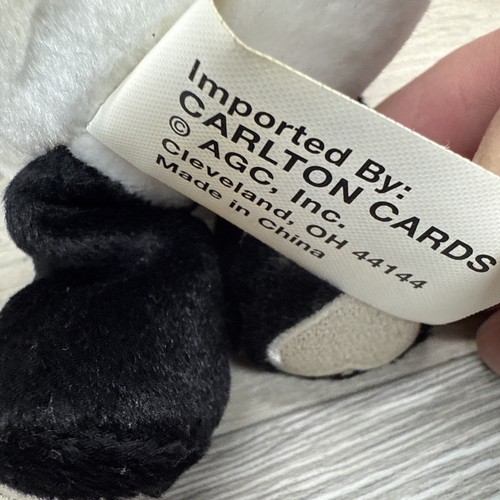 Imported By:
CARLTON CARDS
© AGC, Inc.
Cleveland, OH 44144
Made in China